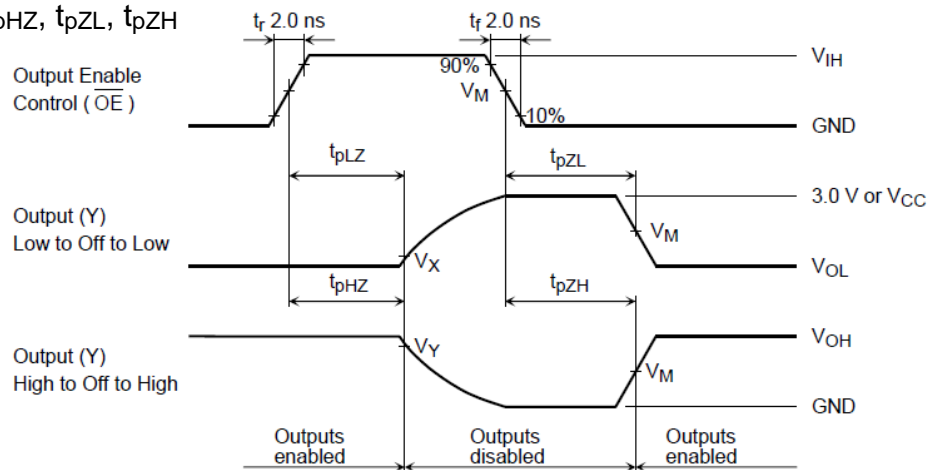 pHZ, tpZL, tpZH
tr 2.0 ns
tf 2.0 ns
Output Enable
Control ( OE )
90%
VM
10%
VIH
GND
tpLZ
tpZL
Output (Y)
Low to Off to Low
3.0 V or VCC
VM
VX
VOL
tpHZ
tpZH
Output (Y)
High to Off to High
VY
VOH
VM
GND
Outputs
enabled
Outputs
disabled
Outputs
enabled